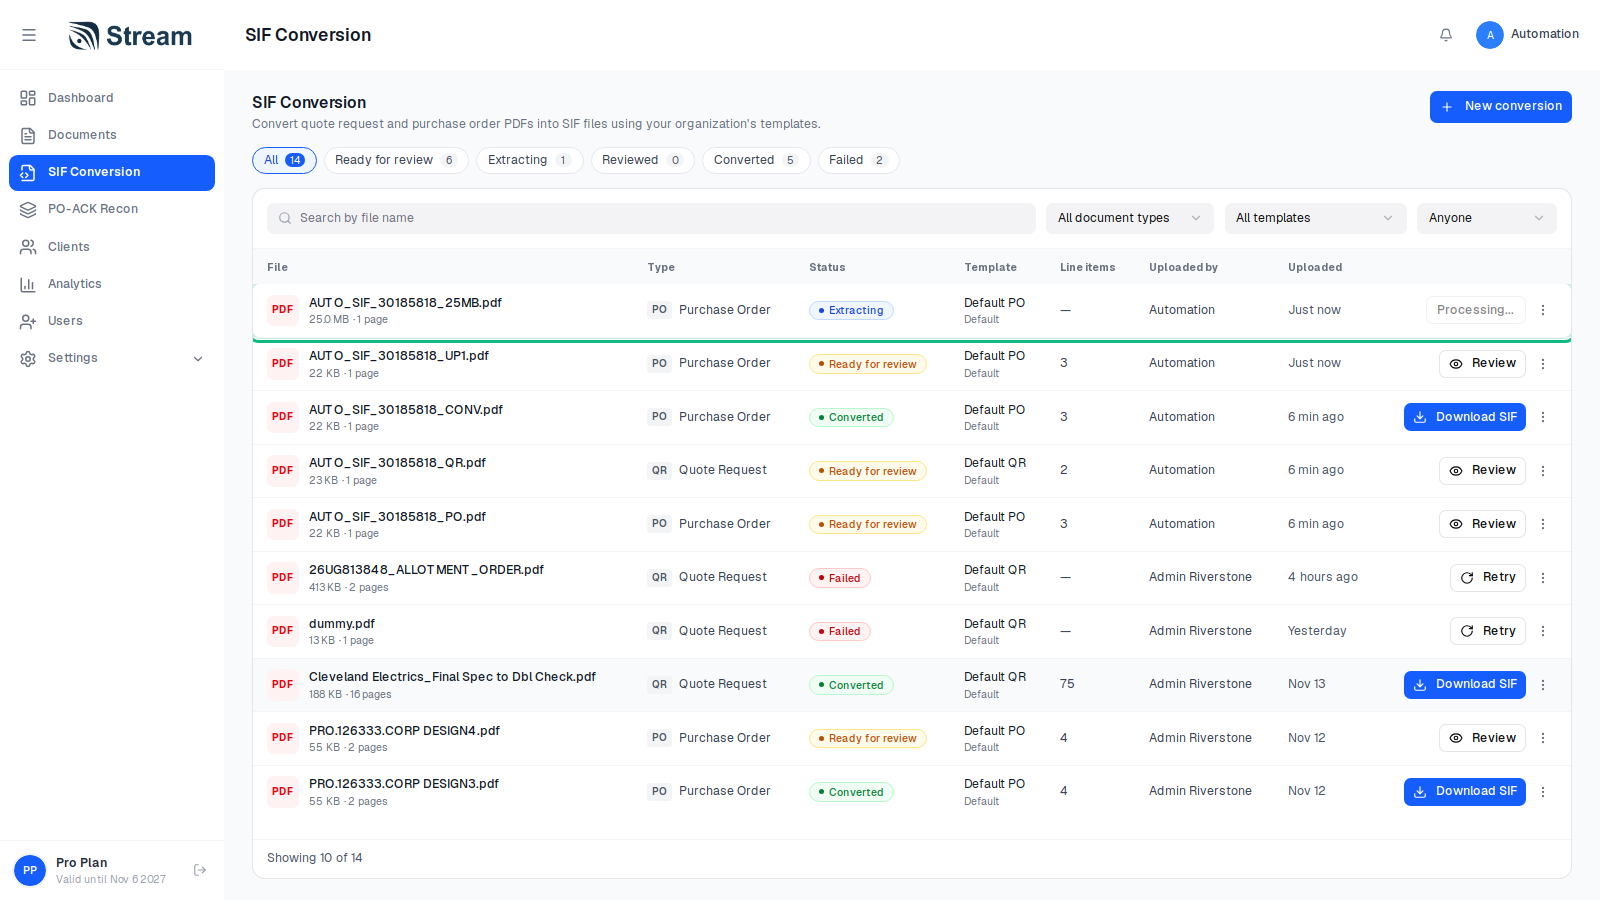 Stream
SIF Conversion
A
Automation
Dashboard
Documents
SIF Conversion
PO-ACK Recon
Clients
Analytics
Users
Settings
SIF Conversion
Convert quote request and purchase order PDFs into SIF files using your organization's templates.
New conversion
All 14
Ready for review 6
Extracting 1
Reviewed 0
Converted 5
Failed 2
Search by file name
All document types
All templates
Anyone
File Type Status Template Line items Uploaded by Uploaded
PDF AUTO_SIF_30185818_25MB.pdf PO Purchase Order Extracting Default PO — Automation Just now Processing...
25.0 MB · 1 page Default
PDF AUTO_SIF_30185818_UP1.pdf PO Purchase Order Ready for review Default PO 3 Automation Just now Review
22 KB · 1 page Default
PDF AUTO_SIF_30185818_CONV.pdf PO Purchase Order Converted Default PO 3 Automation 6 min ago Download SIF
22 KB · 1 page Default
PDF AUTO_SIF_30185818_QR.pdf QR Quote Request Ready for review Default QR 2 Automation 6 min ago Review
23 KB · 1 page Default
PDF AUTO_SIF_30185818_PO.pdf PO Purchase Order Ready for review Default PO 3 Automation 6 min ago Review
22 KB · 1 page Default
PDF 26UG813848_ALLOTMENT_ORDER.pdf QR Quote Request Failed Default QR — Admin Riverstone 4 hours ago Retry
413 KB · 2 pages Default
PDF dummy.pdf QR Quote Request Failed Default QR — Admin Riverstone Yesterday Retry
13 KB · 1 page Default
PDF Cleveland Electrics_Final Spec to Dbl Check.pdf QR Quote Request Converted Default QR 75 Admin Riverstone Nov 13 Download SIF
188 KB · 16 pages Default
PDF PRO.126333.CORP DESIGN4.pdf PO Purchase Order Ready for review Default PO 4 Admin Riverstone Nov 12 Review
55 KB · 2 pages Default
PDF PRO.126333.CORP DESIGN3.pdf PO Purchase Order Converted Default PO 4 Admin Riverstone Nov 12 Download SIF
55 KB · 2 pages Default
Showing 10 of 14
PP Pro Plan
Valid until Nov 6 2027